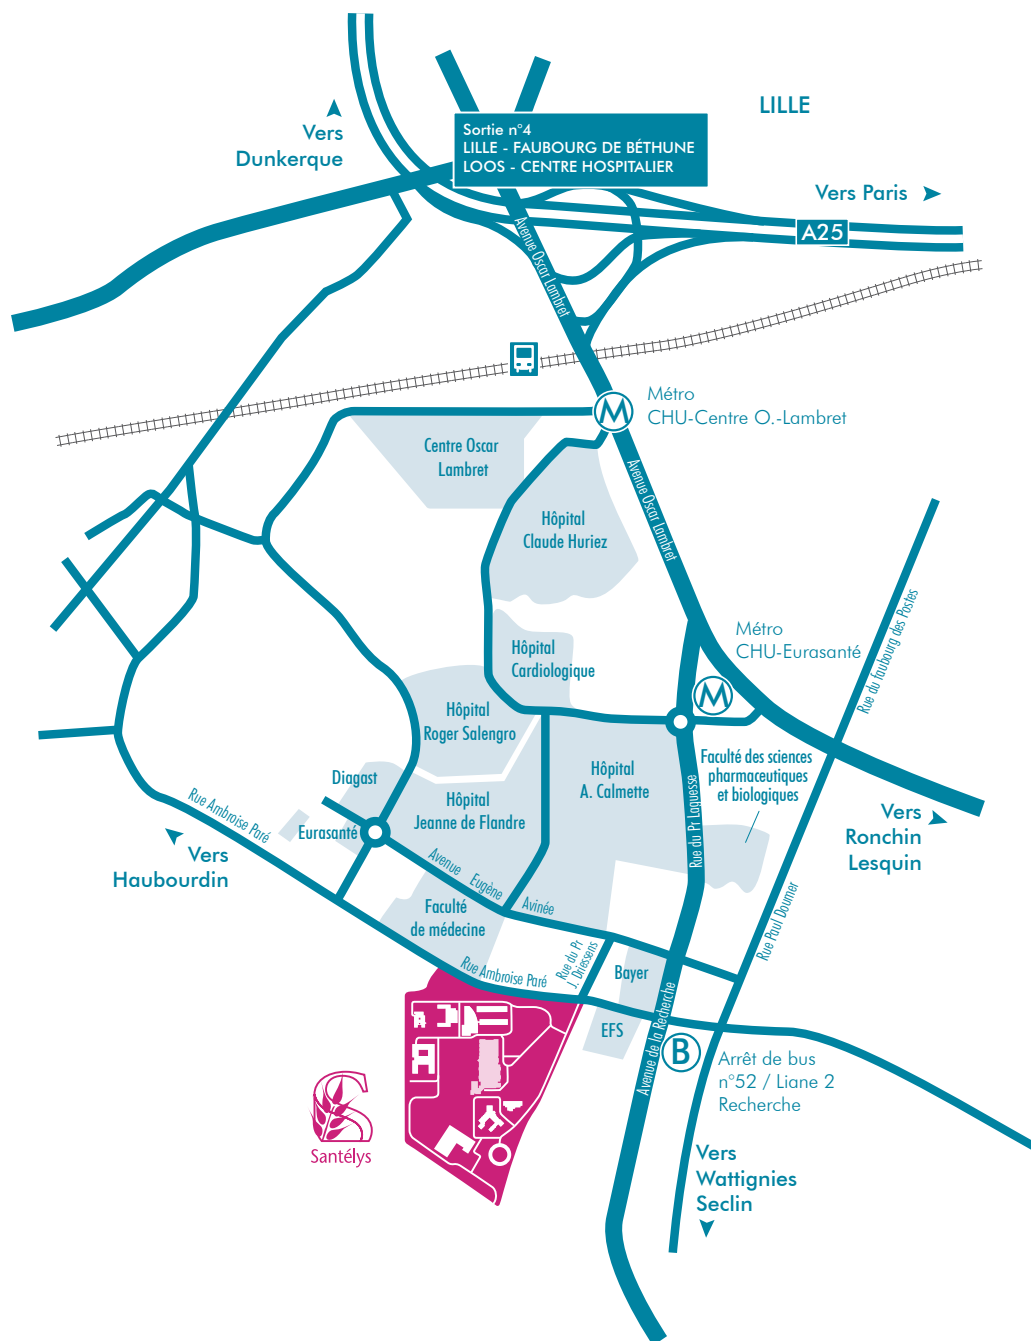 LILLE
Sortie n°4
LILLE - FAUBOURG DE BÉTHUNE
LOOS - CENTRE HOSPITALIER
Vers
Dunkerque
Vers Paris
A25
Avenue Oscar Lambret
M
Métro
CHU-Centre O.-Lambret
Centre Oscar
Lambret
Avenue Oscar Lambret
Hôpital
Claude Huriez
Rue du faubourg des Postes
Métro
CHU-Eurasanté
M
Hôpital
Cardiologique
Hôpital
Roger Salengro
Faculté des sciences
pharmaceutiques
et biologiques
Hôpital
A. Calmette
Diagast
Hôpital
Jeanne de Flandre
Rue du Pr Laguesse
Rue Ambroise Paré
Eurasanté
Vers
Ronchin
Lesquin
Vers
Haubourdin
Avenue Eugène Avinée
Rue Paul Doumer
Faculté
de médecine
Rue du Pr
J. Driessens
Rue Ambroise Paré
Bayer
EFS
Avenue de la Recherche
B
Arrêt de bus
n°52 / Liane 2
Recherche
S
Santélys
Vers
Wattignies
Seclin